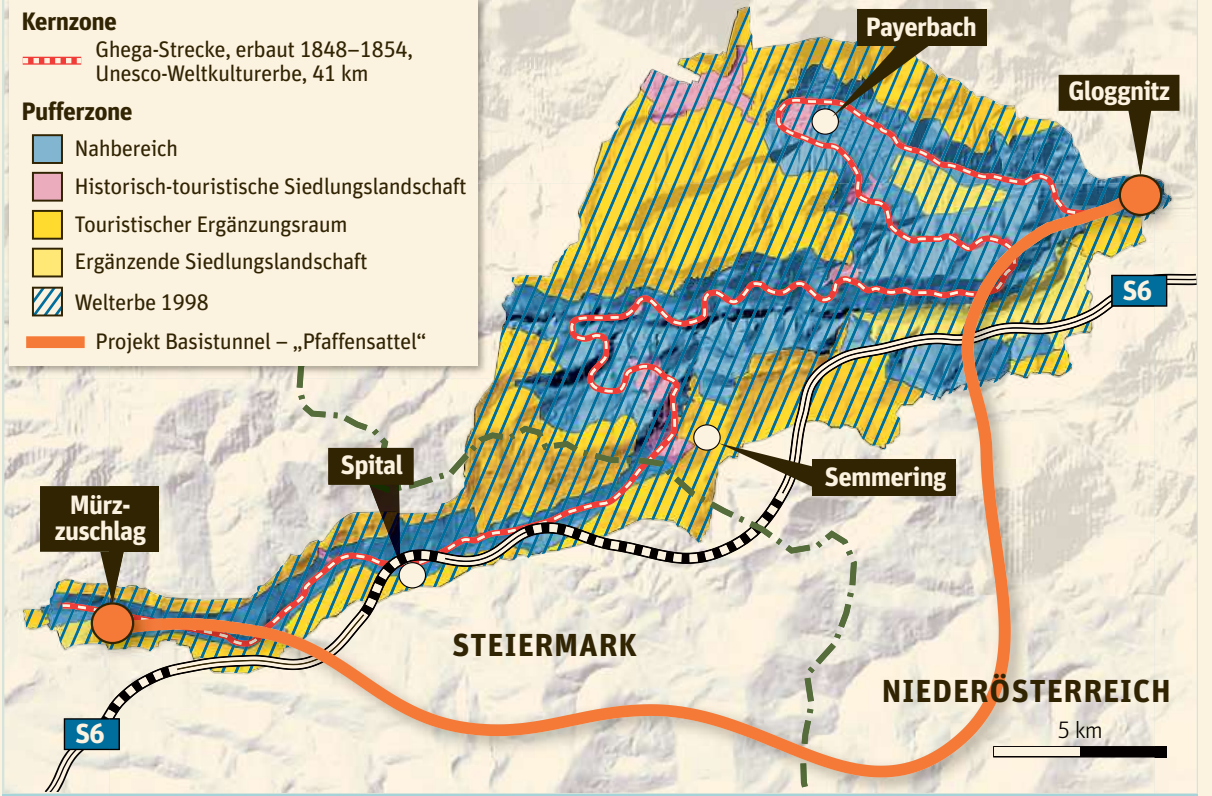 Kernzone
Ghega-Strecke, erbaut 1848–1854,
Unesco-Weltkulturerbe, 41 km
Pufferzone
Nahbereich
Historisch-touristische Siedlungslandschaft
Touristischer Ergänzungsraum
Ergänzende Siedlungslandschaft
Welterbe 1998
Projekt Basistunnel – „Pfaffensattel“
Payerbach
Gloggnitz
S6
Semmering
Spital
Mürz-
zuschlag
STEIERMARK
NIEDERÖSTERREICH
S6
5 km